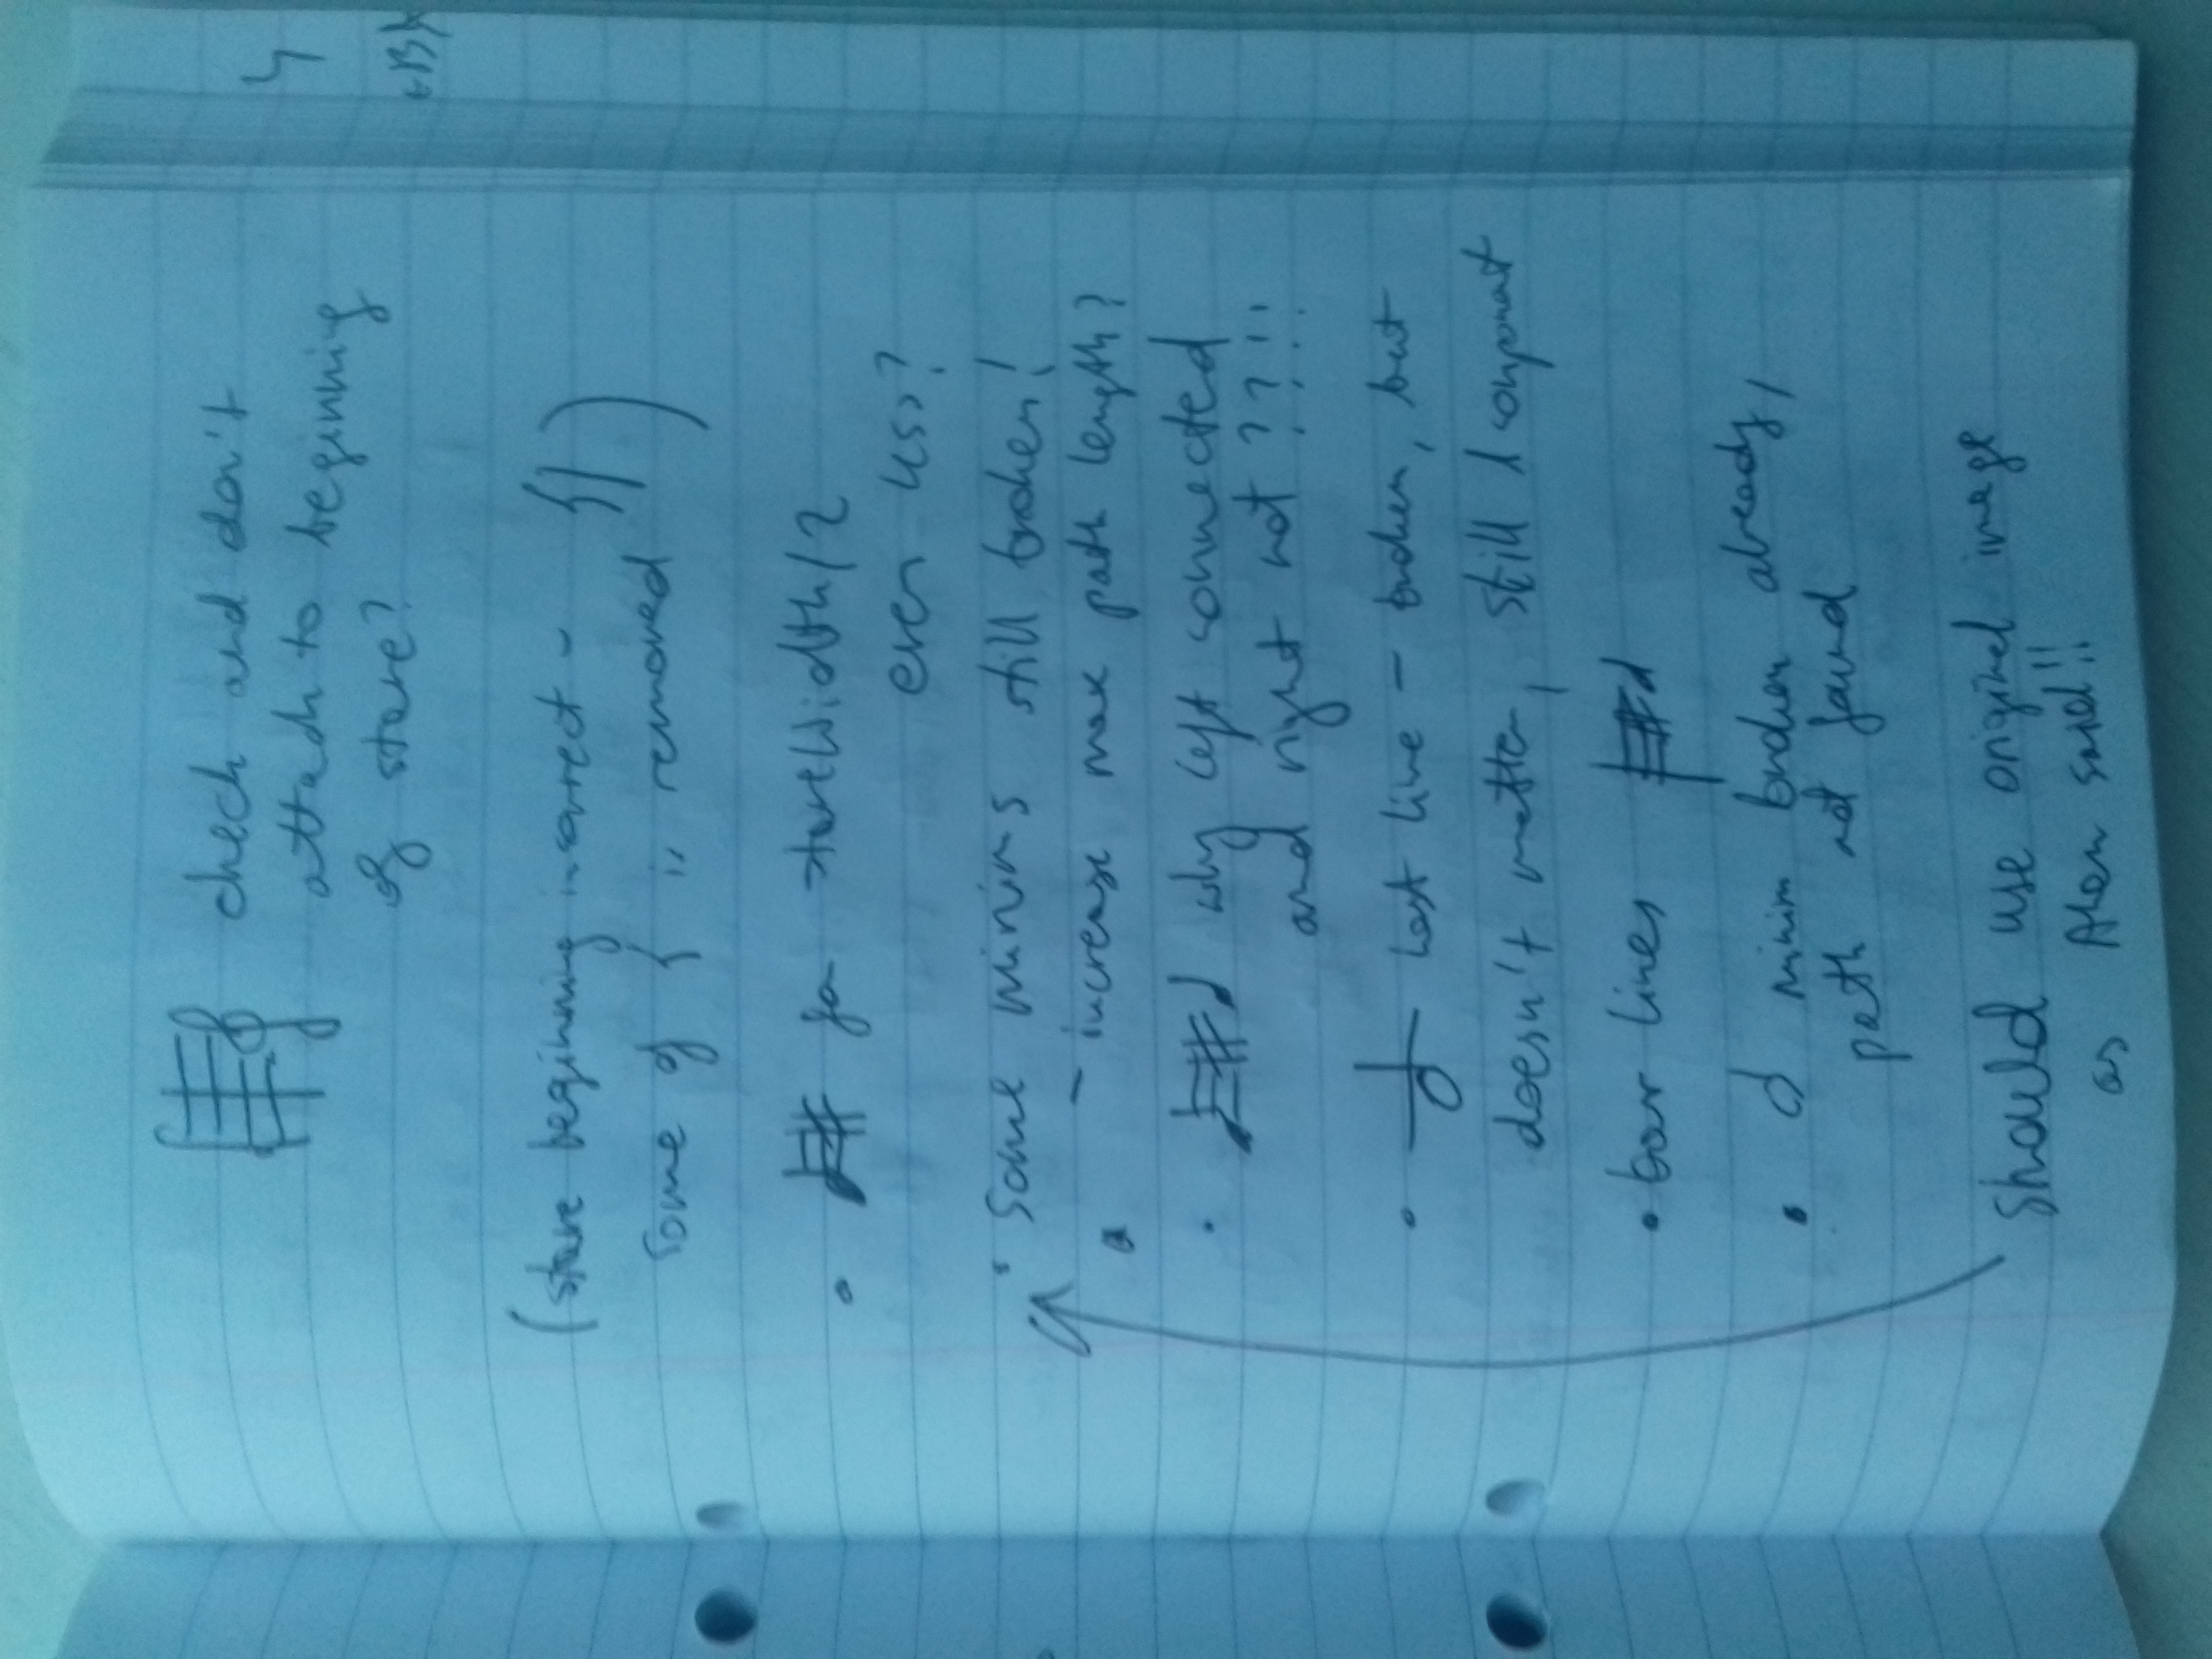 check and don't
attach to beginning
of stave?
(stave beginning incorrect - { | )
some of { is removed
• for staveWidth/2
even less?
• some minims still broken!
- increase max path length?
• why left connected
and right not ??!!
• last line - broken, but
doesn't matter, still 1 component
• bar lines
• minim broken already,
path not found
should use original image
as Alan said!!